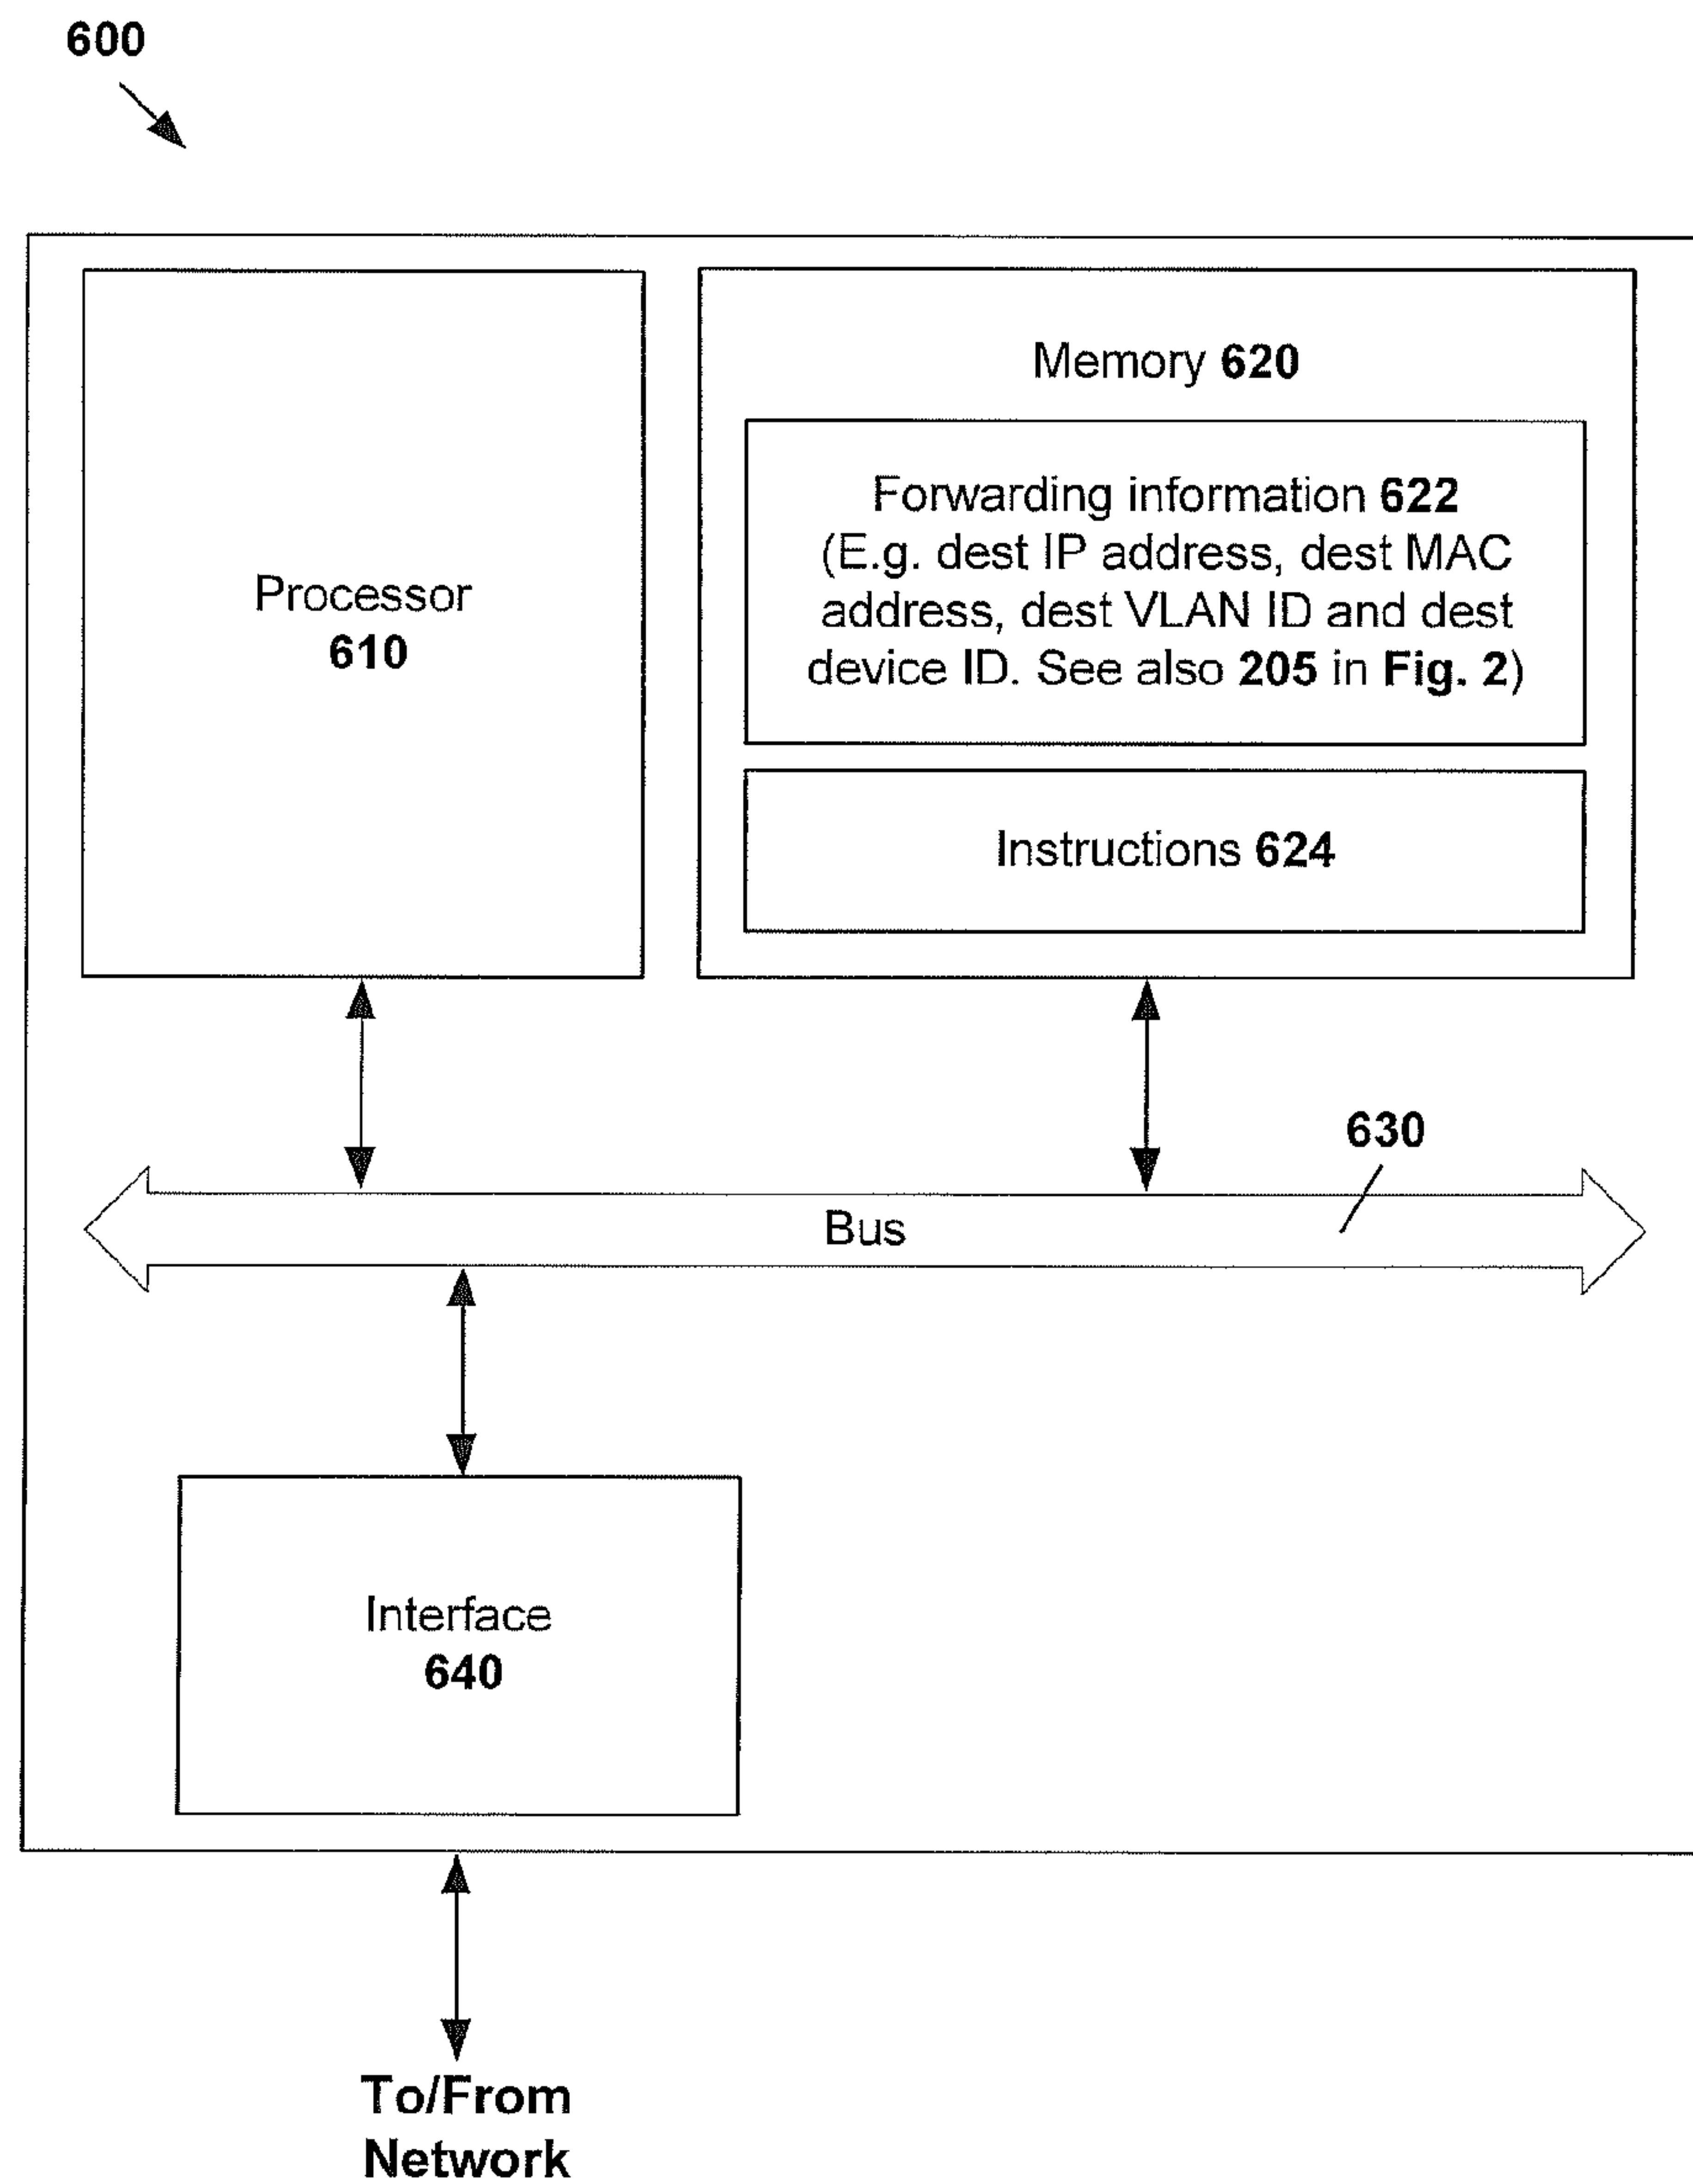 600
Processor
610
Memory 620
Forwarding information 622
(E.g. dest IP address, dest MAC
address, dest VLAN ID and dest
device ID. See also 205 in Fig. 2)
Instructions 624
630
Bus
Interface
640
To/From
Network